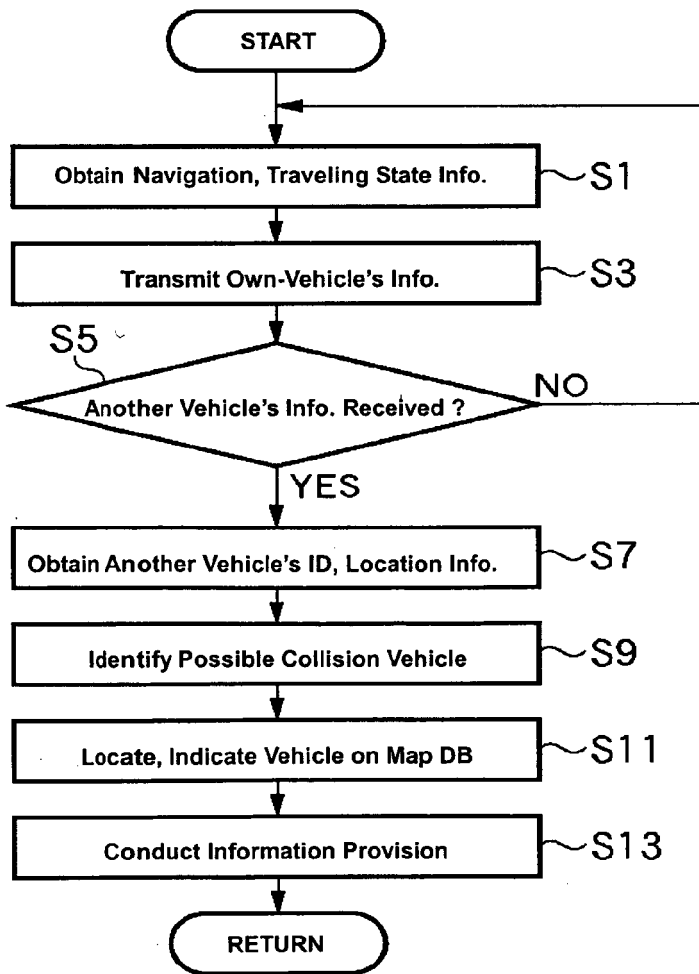 START
Obtain Navigation, Traveling State Info.
S1
Transmit Own-Vehicle's Info.
S3
S5
Another Vehicle's Info. Received ?
NO
YES
Obtain Another Vehicle's ID, Location Info.
S7
Identify Possible Collision Vehicle
S9
Locate, Indicate Vehicle on Map DB
S11
Conduct Information Provision
S13
RETURN